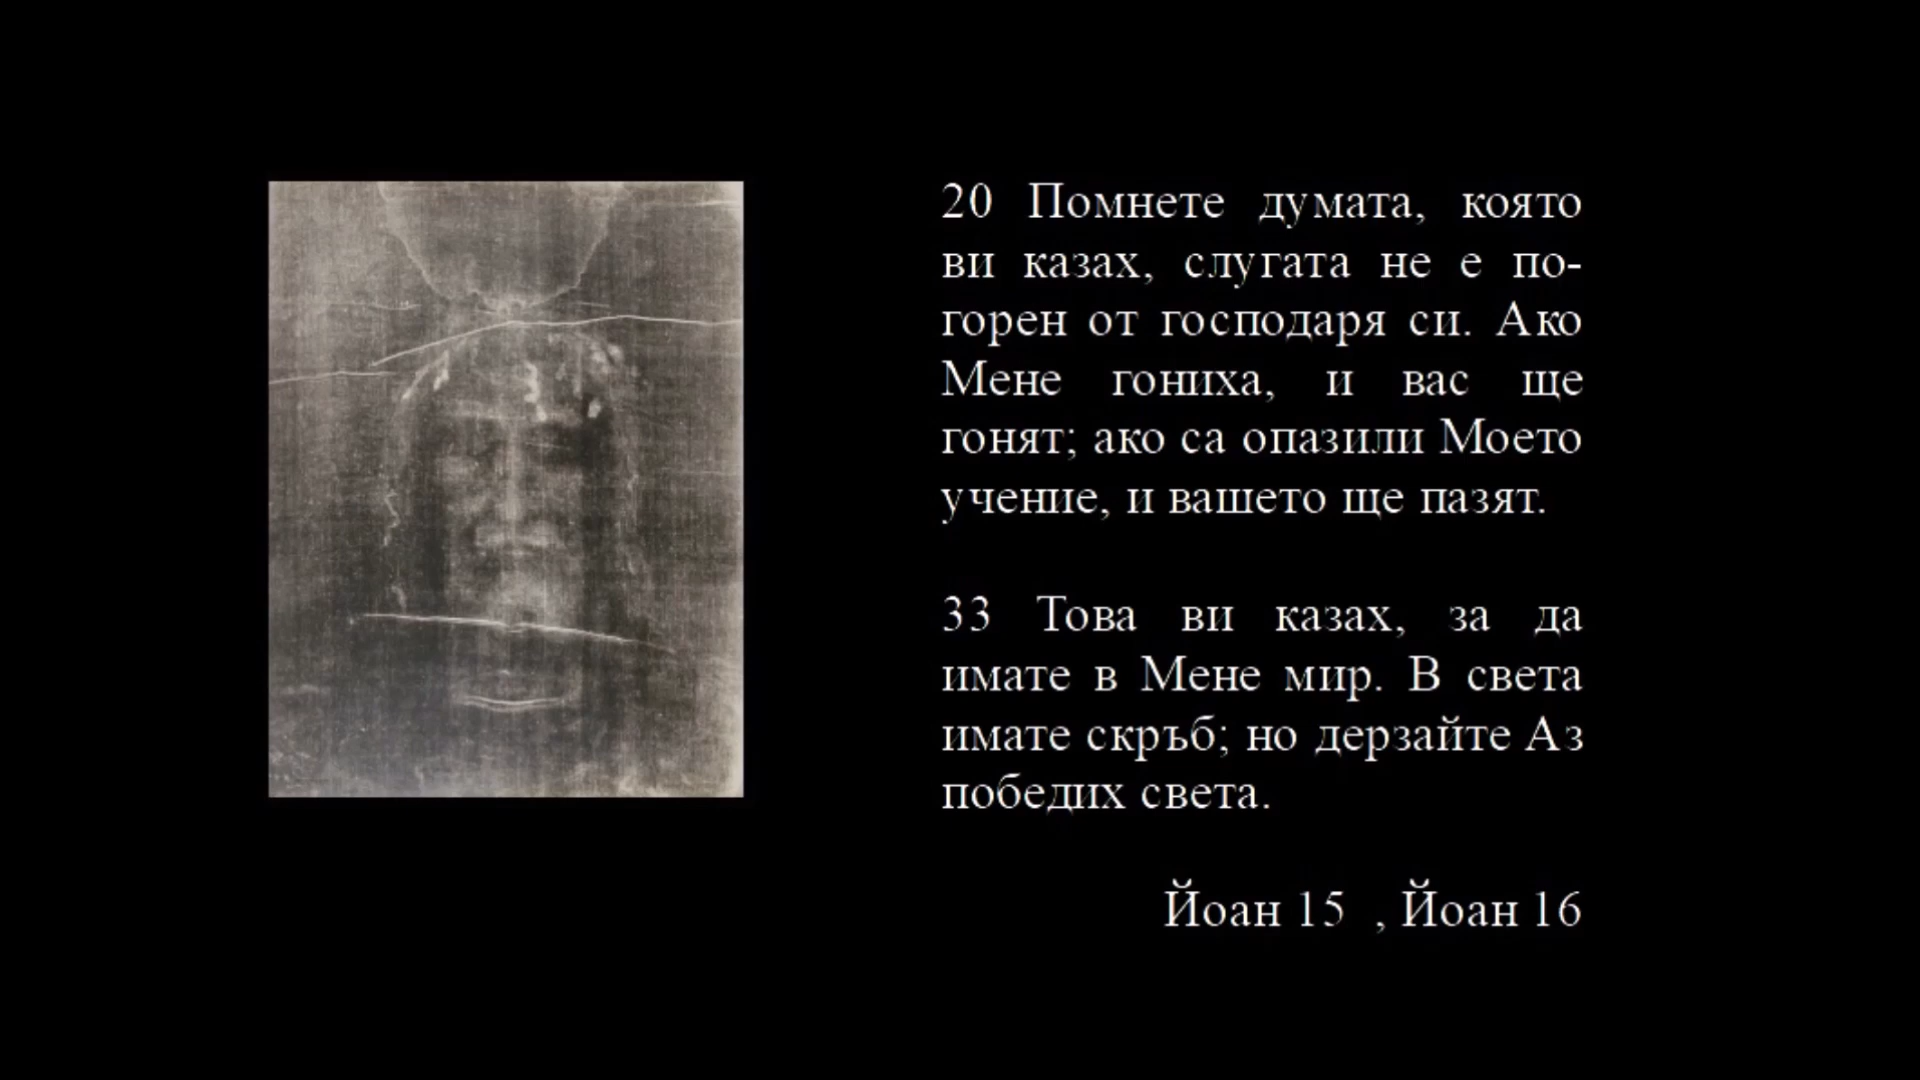 20 Помнете думата, която
ви казах, слугата не е по-
горен от господаря си. Ако
Мене гониха, и вас ще
гонят; ако са опазили Моето
учение, и вашето ще пазят.
33 Това ви казах, за да
имате в Мене мир. В света
имате скръб; но дерзайте Аз
победих света.
Йоан 15 , Йоан 16